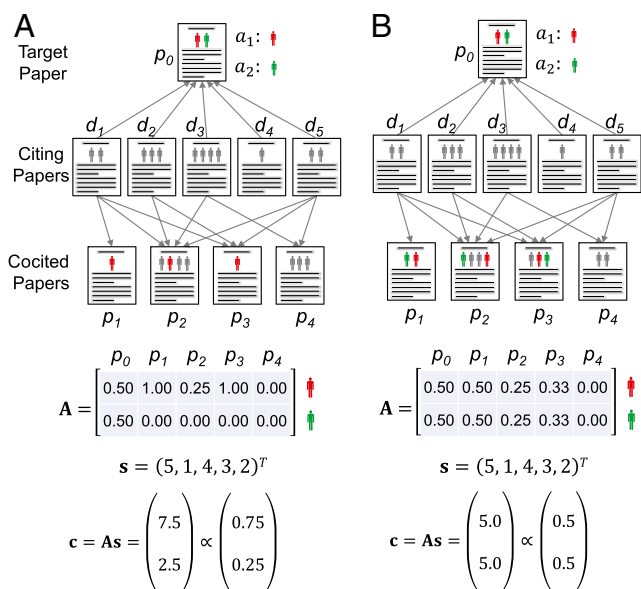 A
Target
Paper
p0
a1:
a2:
d1 d2 d3 d4 d5
Citing
Papers
Cocited
Papers
p1 p2 p3 p4
p0 p1 p2 p3 p4
A = [0.50 1.00 0.25 1.00 0.00
0.50 0.00 0.00 0.00 0.00]
s = (5, 1, 4, 3, 2)^T
c = As = (7.5 2.5) ∝ (0.75 0.25)
B
p0
a1:
a2:
d1 d2 d3 d4 d5
p1 p2 p3 p4
p0 p1 p2 p3 p4
A = [0.50 0.50 0.25 0.33 0.00
0.50 0.50 0.25 0.33 0.00]
s = (5, 1, 4, 3, 2)^T
c = As = (5.0 5.0) ∝ (0.5 0.5)